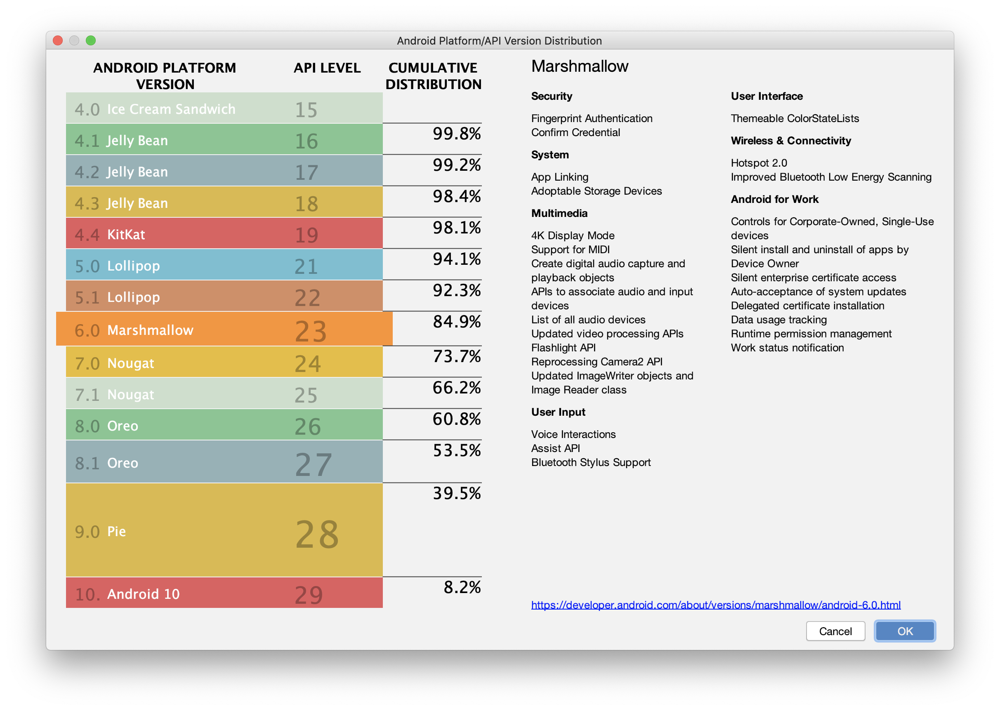 Android Platform/API Version Distribution
ANDROID PLATFORM VERSION API LEVEL CUMULATIVE DISTRIBUTION
4.0 Ice Cream Sandwich 15
99.8%
4.1 Jelly Bean 16
99.2%
4.2 Jelly Bean 17
98.4%
4.3 Jelly Bean 18
98.1%
4.4 KitKat 19
94.1%
5.0 Lollipop 21
92.3%
5.1 Lollipop 22
84.9%
6.0 Marshmallow 23
73.7%
7.0 Nougat 24
66.2%
7.1 Nougat 25
60.8%
8.0 Oreo 26
53.5%
8.1 Oreo 27
39.5%
9.0 Pie 28
8.2%
10. Android 10 29
Marshmallow
Security
Fingerprint Authentication
Confirm Credential
System
App Linking
Adoptable Storage Devices
Multimedia
4K Display Mode
Support for MIDI
Create digital audio capture and
playback objects
APIs to associate audio and input
devices
List of all audio devices
Updated video processing APIs
Flashlight API
Reprocessing Camera2 API
Updated ImageWriter objects and
Image Reader class
User Input
Voice Interactions
Assist API
Bluetooth Stylus Support
User Interface
Themeable ColorStateLists
Wireless & Connectivity
Hotspot 2.0
Improved Bluetooth Low Energy Scanning
Android for Work
Controls for Corporate-Owned, Single-Use
devices
Silent install and uninstall of apps by
Device Owner
Silent enterprise certificate access
Auto-acceptance of system updates
Delegated certificate installation
Data usage tracking
Runtime permission management
Work status notification
https://developer.android.com/about/versions/marshmallow/android-6.0.html
Cancel OK